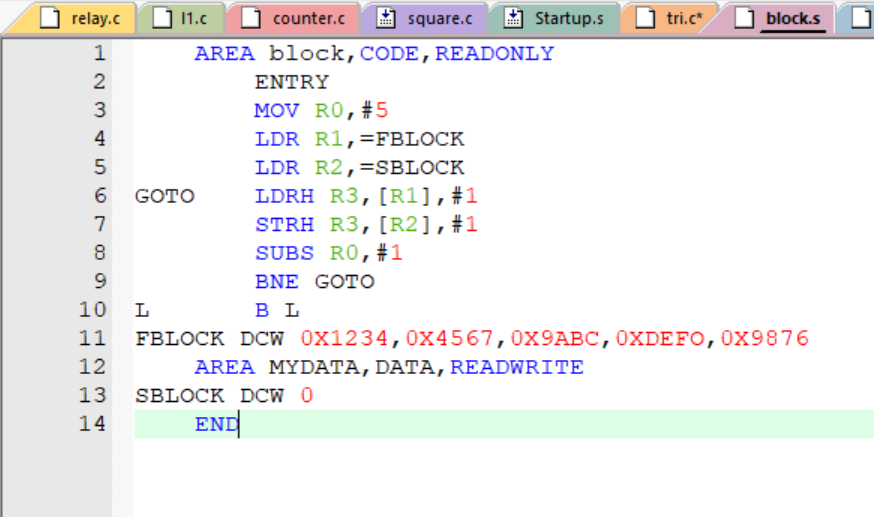 relay.c l1.c counter.c square.c Startup.s tri.c* block.s
1 AREA block,CODE,READONLY
2 ENTRY
3 MOV R0,#5
4 LDR R1,=FBLOCK
5 LDR R2,=SBLOCK
6 GOTO LDRH R3,[R1],#1
7 STRH R3,[R2],#1
8 SUBS R0,#1
9 BNE GOTO
10 L B L
11 FBLOCK DCW 0X1234,0X4567,0X9ABC,0XDEFO,0X9876
12 AREA MYDATA,DATA,READWRITE
13 SBLOCK DCW 0
14 END